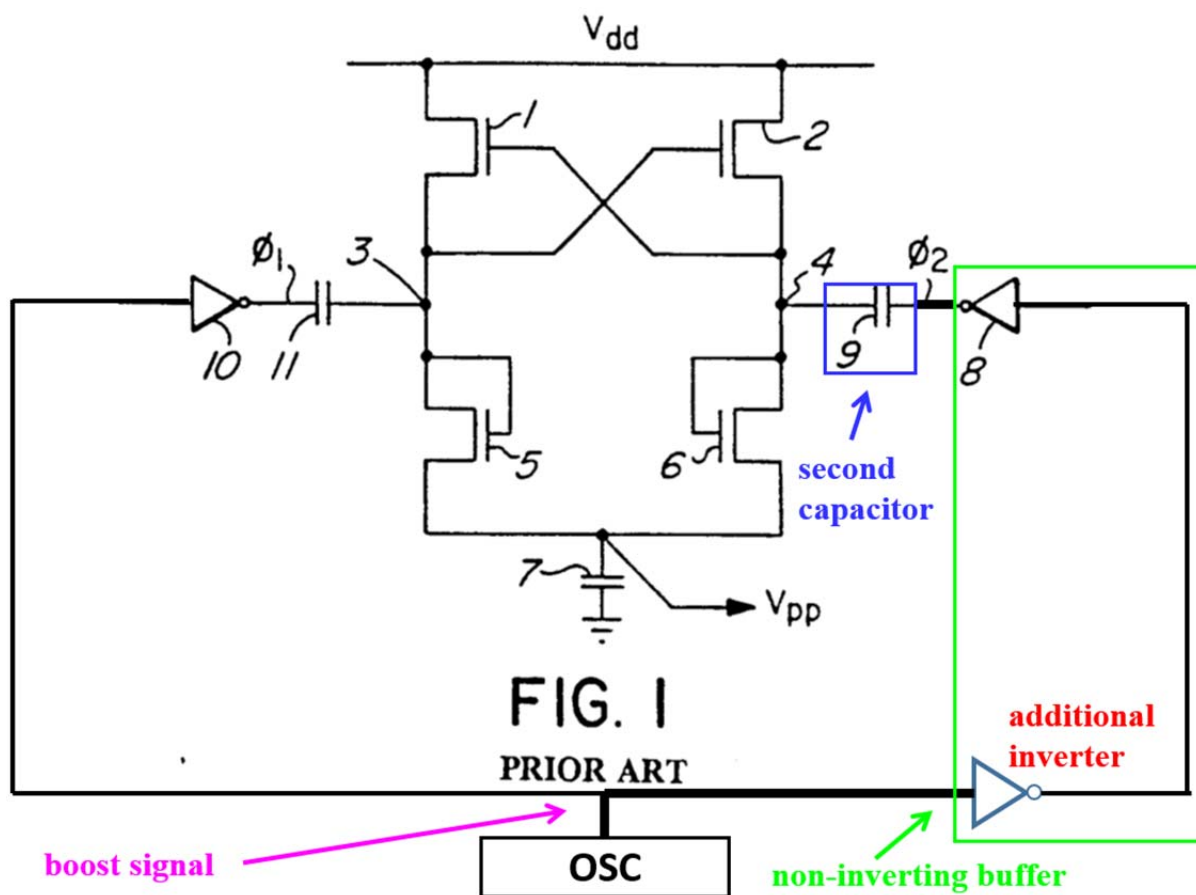 Vdd
1
2
ø1
3
4
ø2
10
11
9
8
5
6
second
capacitor
7
Vpp
FIG. 1
additional
inverter
PRIOR ART
boost signal
OSC
non-inverting buffer